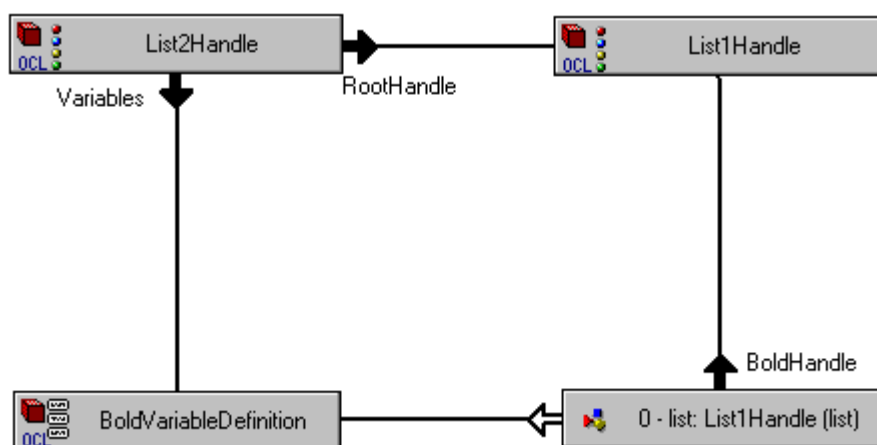 List2Handle
OCL
List1Handle
OCL
RootHandle
Variables
BoldHandle
BoldVariableDefinition
OCL
0 - list: List1Handle (list)